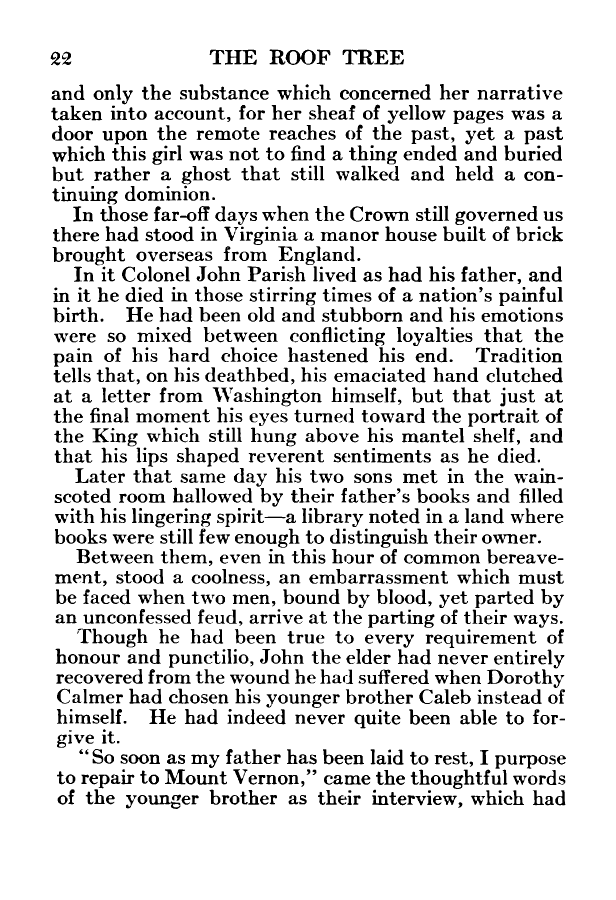 22 THE ROOF TREE
and only the substance which concerned her narrative
taken into account, for her sheaf of yellow pages was a
door upon the remote reaches of the past, yet a past
which this girl was not to find a thing ended and buried
but rather a ghost that still walked and held a con-
tinuing dominion.
In those far-off days when the Crown still governed us
there had stood in Virginia a manor house built of brick
brought overseas from England.
In it Colonel John Parish lived as had his father, and
in it he died in those stirring times of a nation's painful
birth. He had been old and stubborn and his emotions
were so mixed between conflicting loyalties that the
pain of his hard choice hastened his end. Tradition
tells that, on his deathbed, his emaciated hand clutched
at a letter from Washington himself, but that just at
the final moment his eyes turned toward the portrait of
the King which still hung above his mantel shelf, and
that his lips shaped reverent sentiments as he died.
Later that same day his two sons met in the wain-
scoted room hallowed by their father's books and filled
with his lingering spirit—a library noted in a land where
books were still few enough to distinguish their owner.
Between them, even in this hour of common bereave-
ment, stood a coolness, an embarrassment which must
be faced when two men, bound by blood, yet parted by
an unconfessed feud, arrive at the parting of their ways.
Though he had been true to every requirement of
honour and punctilio, John the elder had never entirely
recovered from the wound he had suffered when Dorothy
Calmer had chosen his younger brother Caleb instead of
himself. He had indeed never quite been able to for-
give it.
"So soon as my father has been laid to rest, I purpose
to repair to Mount Vernon," came the thoughtful words
of the younger brother as their interview, which had